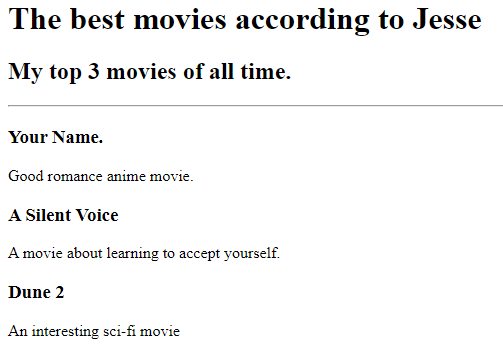 The best movies according to Jesse
My top 3 movies of all time.
Your Name.
Good romance anime movie.
A Silent Voice
A movie about learning to accept yourself.
Dune 2
An interesting sci-fi movie